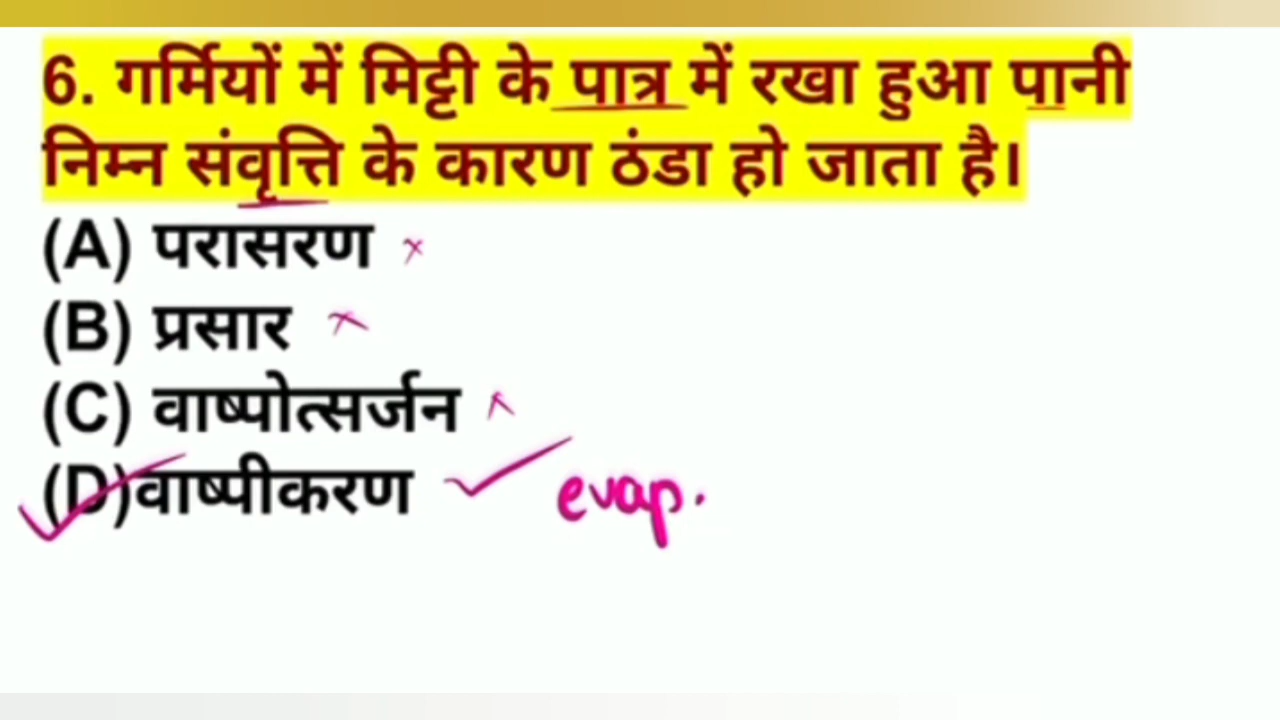 6. गर्मियों में मिट्टी के पात्र में रखा हुआ पानी
निम्न संवृत्ति के कारण ठंडा हो जाता है।
(A) परासरण
(B) प्रसार
(C) वाष्पोत्सर्जन
(D)वाष्पीकरण evap.